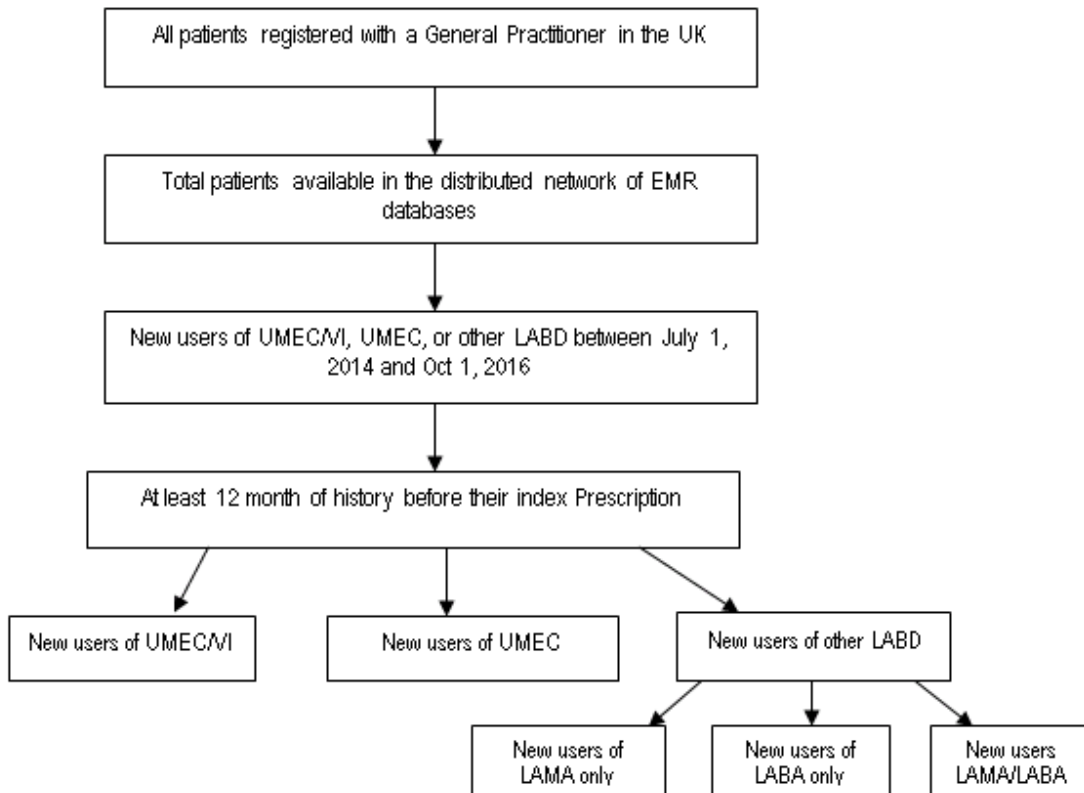 All patients registered with a General Practitioner in the UK
Total patients available in the distributed network of EMR
databases
New users of UMEC/VI, UMEC, or other LABD between July 1,
2014 and Oct 1, 2016
At least 12 month of history before their index Prescription
New users of UMEC/VI
New users of UMEC
New users of other LABD
New users of
LAMA only
New users of
LABA only
New users
LAMA/LABA